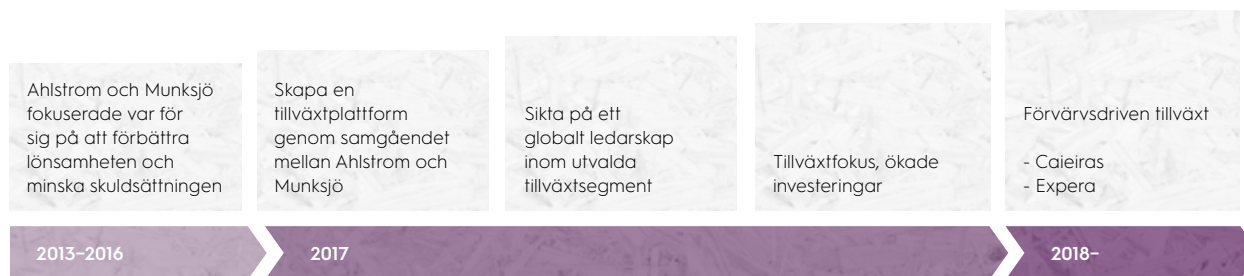 Ahlstrom och Munksjö
fokuserade var för
sig på att förbättra
lönsamheten och
minska skuldsättningen
Skapa en
tillväxtplattform
genom samgåendet
mellan Ahlstrom och
Munksjö
Sikta på ett
globalt ledarskap
inom utvalda
tillväxtsegment
Tillväxtfokus, ökade
investeringar
Förvärvsdriven tillväxt
- Caieiras
- Expera
2013–2016
2017
2018–